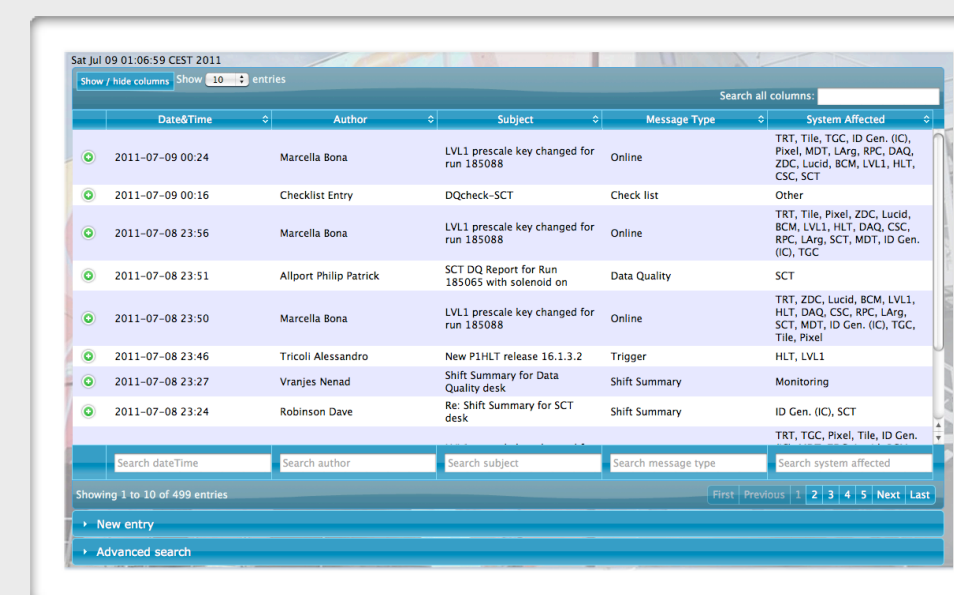 Sat Jul 09 01:06:59 CEST 2011
Show / hide columns Show 10 entries
Search all columns:
Date&Time Author Subject Message Type System Affected
2011-07-09 00:24 Marcella Bona LVL1 prescale key changed for run 185088 Online TRT, Tile, TGC, ID Gen. (IC), Pixel, MDT, LArg, RPC, DAQ, ZDC, Lucid, BCM, LVL1, HLT, CSC, SCT
2011-07-09 00:16 Checklist Entry DQcheck-SCT Check list Other
2011-07-08 23:56 Marcella Bona LVL1 prescale key changed for run 185088 Online TRT, Tile, Pixel, ZDC, Lucid, BCM, LVL1, HLT, DAQ, CSC, RPC, LArg, SCT, MDT, ID Gen. (IC), TGC
2011-07-08 23:51 Allport Philip Patrick SCT DQ Report for Run 185065 with solenoid on Data Quality SCT
2011-07-08 23:50 Marcella Bona LVL1 prescale key changed for run 185088 Online TRT, ZDC, Lucid, BCM, LVL1, HLT, DAQ, CSC, RPC, LArg, SCT, MDT, ID Gen. (IC), TGC, Tile, Pixel
2011-07-08 23:46 Tricoli Alessandro New P1HLT release 16.1.3.2 Trigger HLT, LVL1
2011-07-08 23:27 Vranjes Nenad Shift Summary for Data Quality desk Shift Summary Monitoring
2011-07-08 23:24 Robinson Dave Re: Shift Summary for SCT desk Shift Summary ID Gen. (IC), SCT
TRT, TGC, Pixel, Tile, ID Gen.
Search dateTime Search author Search subject Search message type Search system affected
Showing 1 to 10 of 499 entries First Previous 1 2 3 4 5 Next Last
New entry
Advanced search